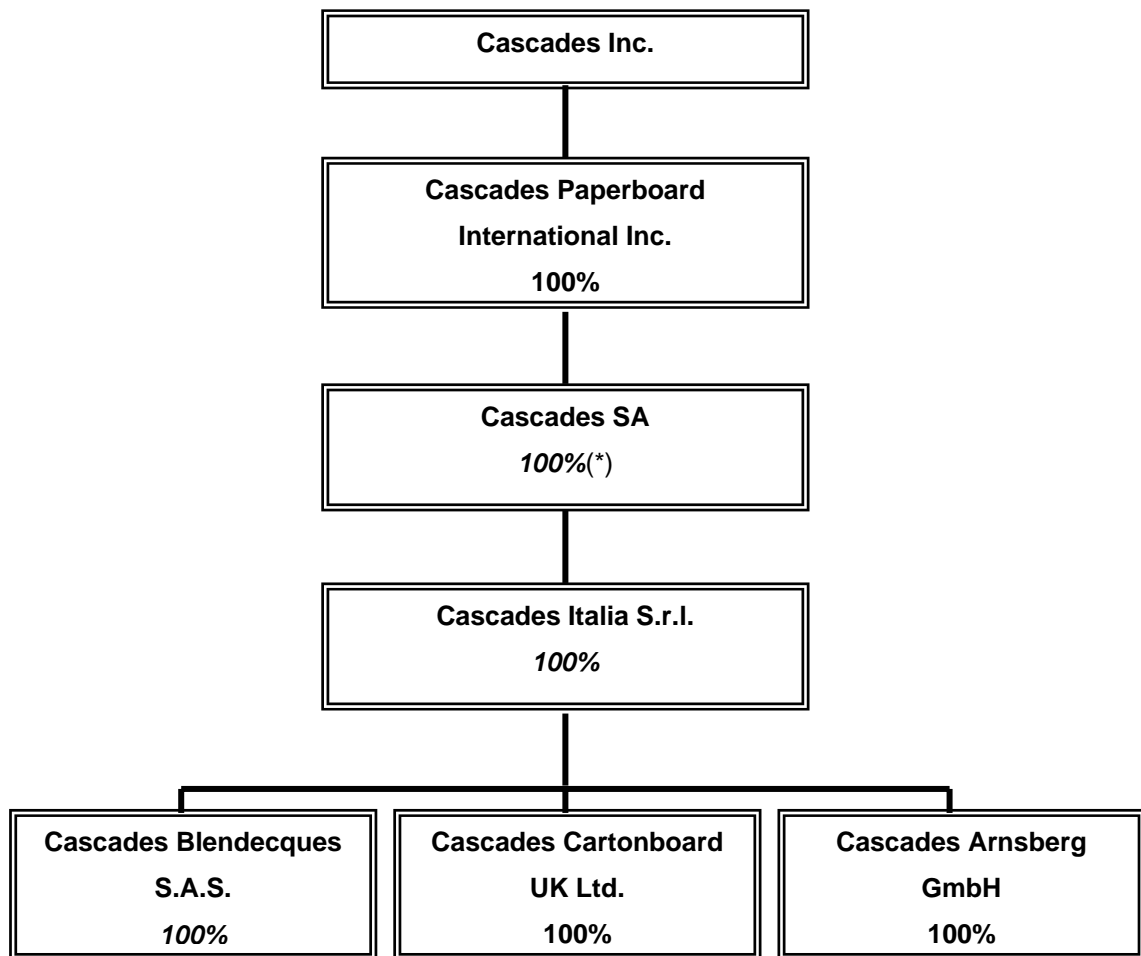 Cascades Inc.
Cascades Paperboard
International Inc.
100%
Cascades SA
100%(*)
Cascades Italia S.r.l.
100%
Cascades Blendecques
S.A.S.
100%
Cascades Cartonboard
UK Ltd.
100%
Cascades Arnsberg
GmbH
100%